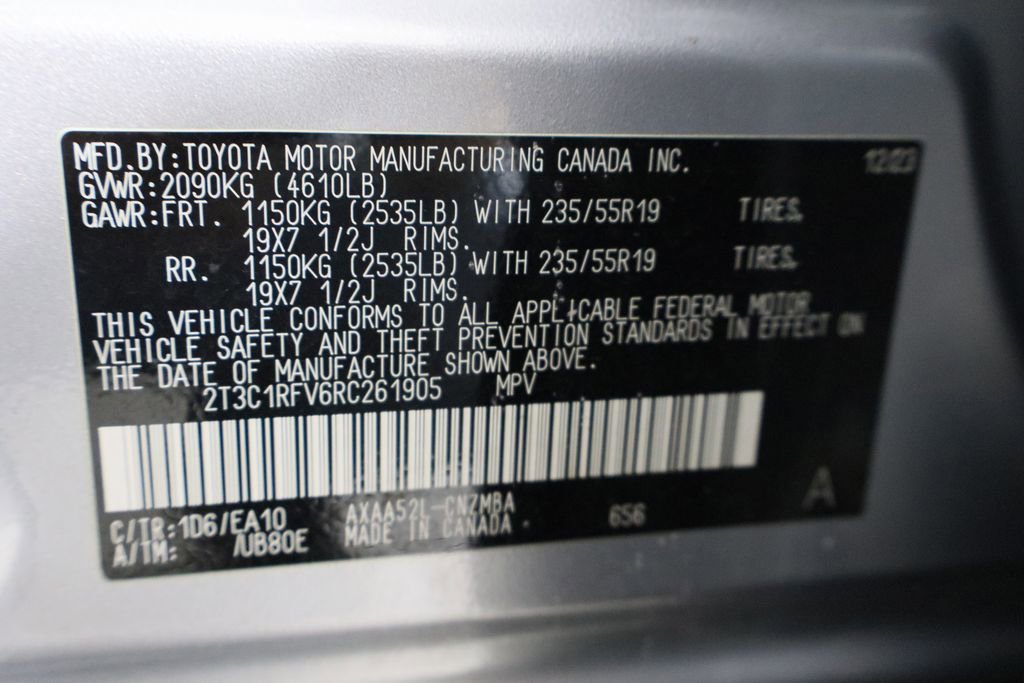 MFD.BY:TOYOTA MOTOR MANUFACTURING CANADA INC. 12/23
GVWR:2090KG (4610LB)
GAWR:FRT. 1150KG (2535LB) WITH 235/55R19 TIRES.
19X7 1/2J RIMS.
RR. 1150KG (2535LB) WITH 235/55R19 TIRES.
19X7 1/2J RIMS.
THIS VEHICLE CONFORMS TO ALL APPLICABLE FEDERAL MOTOR
VEHICLE SAFETY AND THEFT PREVENTION STANDARDS IN EFFECT ON
THE DATE OF MANUFACTURE SHOWN ABOVE.
2T3C1RFV6RC261905 MPV
C/TR:1D6/EA10 AXAA52L-CNZMBA 656 A
A/TM: /UB80E MADE IN CANADA